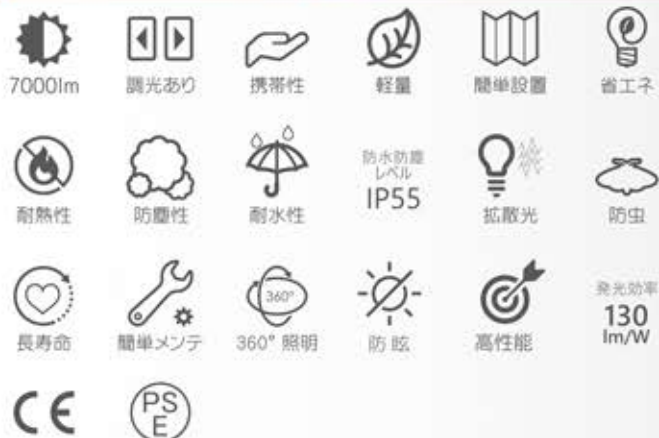 7000lm
調光あり
携帯性
軽量
簡単設置
省エネ
耐熱性
防塵性
耐水性
防水防塵
レベル
IP55
拡散光
防虫
長寿命
簡単メンテ
360°
360° 照明
防眩
高性能
発光効率
130
lm/W
CE
PS
E